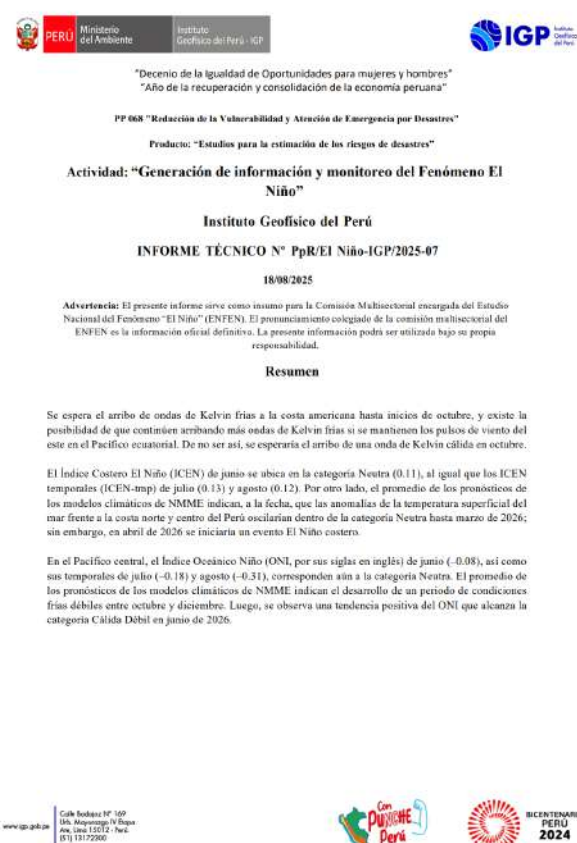 PERÚ
Ministerio
del Ambiente
Instituto
Geofísico del Perú - IGP
IGP
Instituto
Geofísico
del Perú
"Decenio de la Igualdad de Oportunidades para mujeres y hombres"
"Año de la recuperación y consolidación de la economía peruana"
PP 068 "Reducción de la Vulnerabilidad y Atención de Emergencia por Desastres"
Producto: "Estudios para la estimación de los riesgos de desastres"
Actividad: "Generación de información y monitoreo del Fenómeno El
Niño"
Instituto Geofísico del Perú
INFORME TÉCNICO Nº PpR/El Niño-IGP/2025-07
18/08/2025
Advertencia: El presente informe sirve como insumo para la Comisión Multisectorial encargada del Estudio
Nacional del Fenómeno "El Niño" (ENFEN). El pronunciamiento colegiado de la comisión multisectorial del
ENFEN es la información oficial definitiva. La presente información podrá ser utilizada bajo su propia
responsabilidad.
Resumen
Se espera el arribo de ondas de Kelvin frías a la costa americana hasta inicios de octubre, y existe la
posibilidad de que continúen arribando más ondas de Kelvin frías si se mantienen los pulsos de viento del
este en el Pacífico ecuatorial. De no ser así, se esperaría el arribo de una onda de Kelvin cálida en octubre.
El Índice Costero El Niño (ICEN) de junio se ubica en la categoría Neutra (0.11), al igual que los ICEN
temporales (ICEN-tmp) de julio (0.13) y agosto (0.12). Por otro lado, el promedio de los pronósticos de
los modelos climáticos de NMME indican, a la fecha, que las anomalías de la temperatura superficial del
mar frente a la costa norte y centro del Perú oscilarían dentro de la categoría Neutra hasta marzo de 2026;
sin embargo, en abril de 2026 se iniciaría un evento El Niño costero.
En el Pacífico central, el Índice Oceánico Niño (ONI, por sus siglas en inglés) de junio (–0.08), así como
sus temporales de julio (–0.18) y agosto (–0.31), corresponden aún a la categoría Neutra. El promedio de
los pronósticos de los modelos climáticos de NMME indican el desarrollo de un periodo de condiciones
frías débiles entre octubre y diciembre. Luego, se observa una tendencia positiva del ONI que alcanza la
categoría Cálida Débil en junio de 2026.
www.igp.gob.pe
Calle Badajoz Nº 169
Urb. Mayorazgo IV Etapa
Ate, Lima 15012 - Perú
(51) 13172300
Con
PUNCHE
Perú
BICENTENARIO
PERÚ
2024